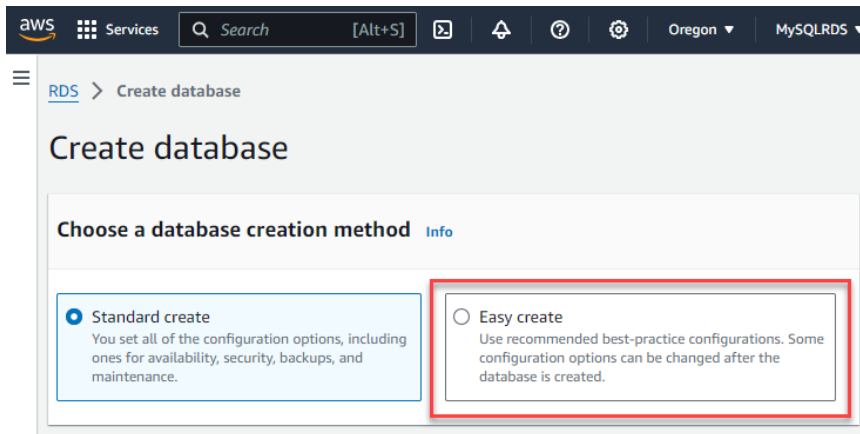 aws Services Search [Alt+S] Oregon ▼ MySQLRDS ▼
RDS > Create database
Create database
Choose a database creation method Info
Standard create
You set all of the configuration options, including
ones for availability, security, backups, and
maintenance.
Easy create
Use recommended best-practice configurations. Some
configuration options can be changed after the
database is created.